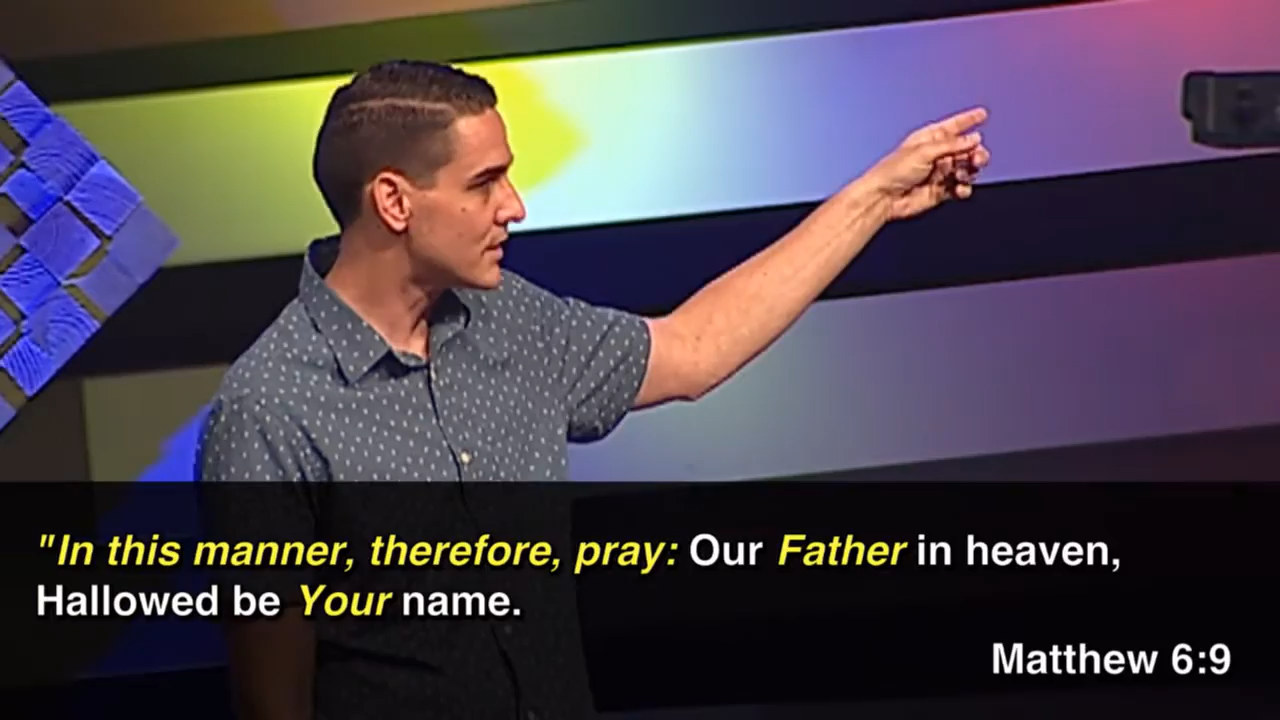 "In this manner, therefore, pray: Our Father in heaven,
Hallowed be Your name.
Matthew 6:9